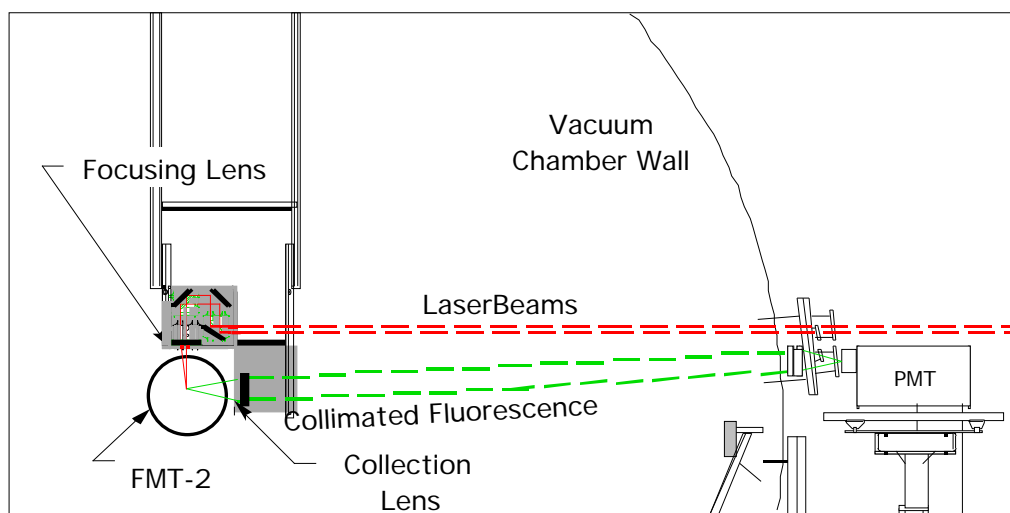 Vacuum
Chamber Wall
Focusing Lens
LaserBeams
PMT
Collimated Fluorescence
FMT-2
Collection
Lens